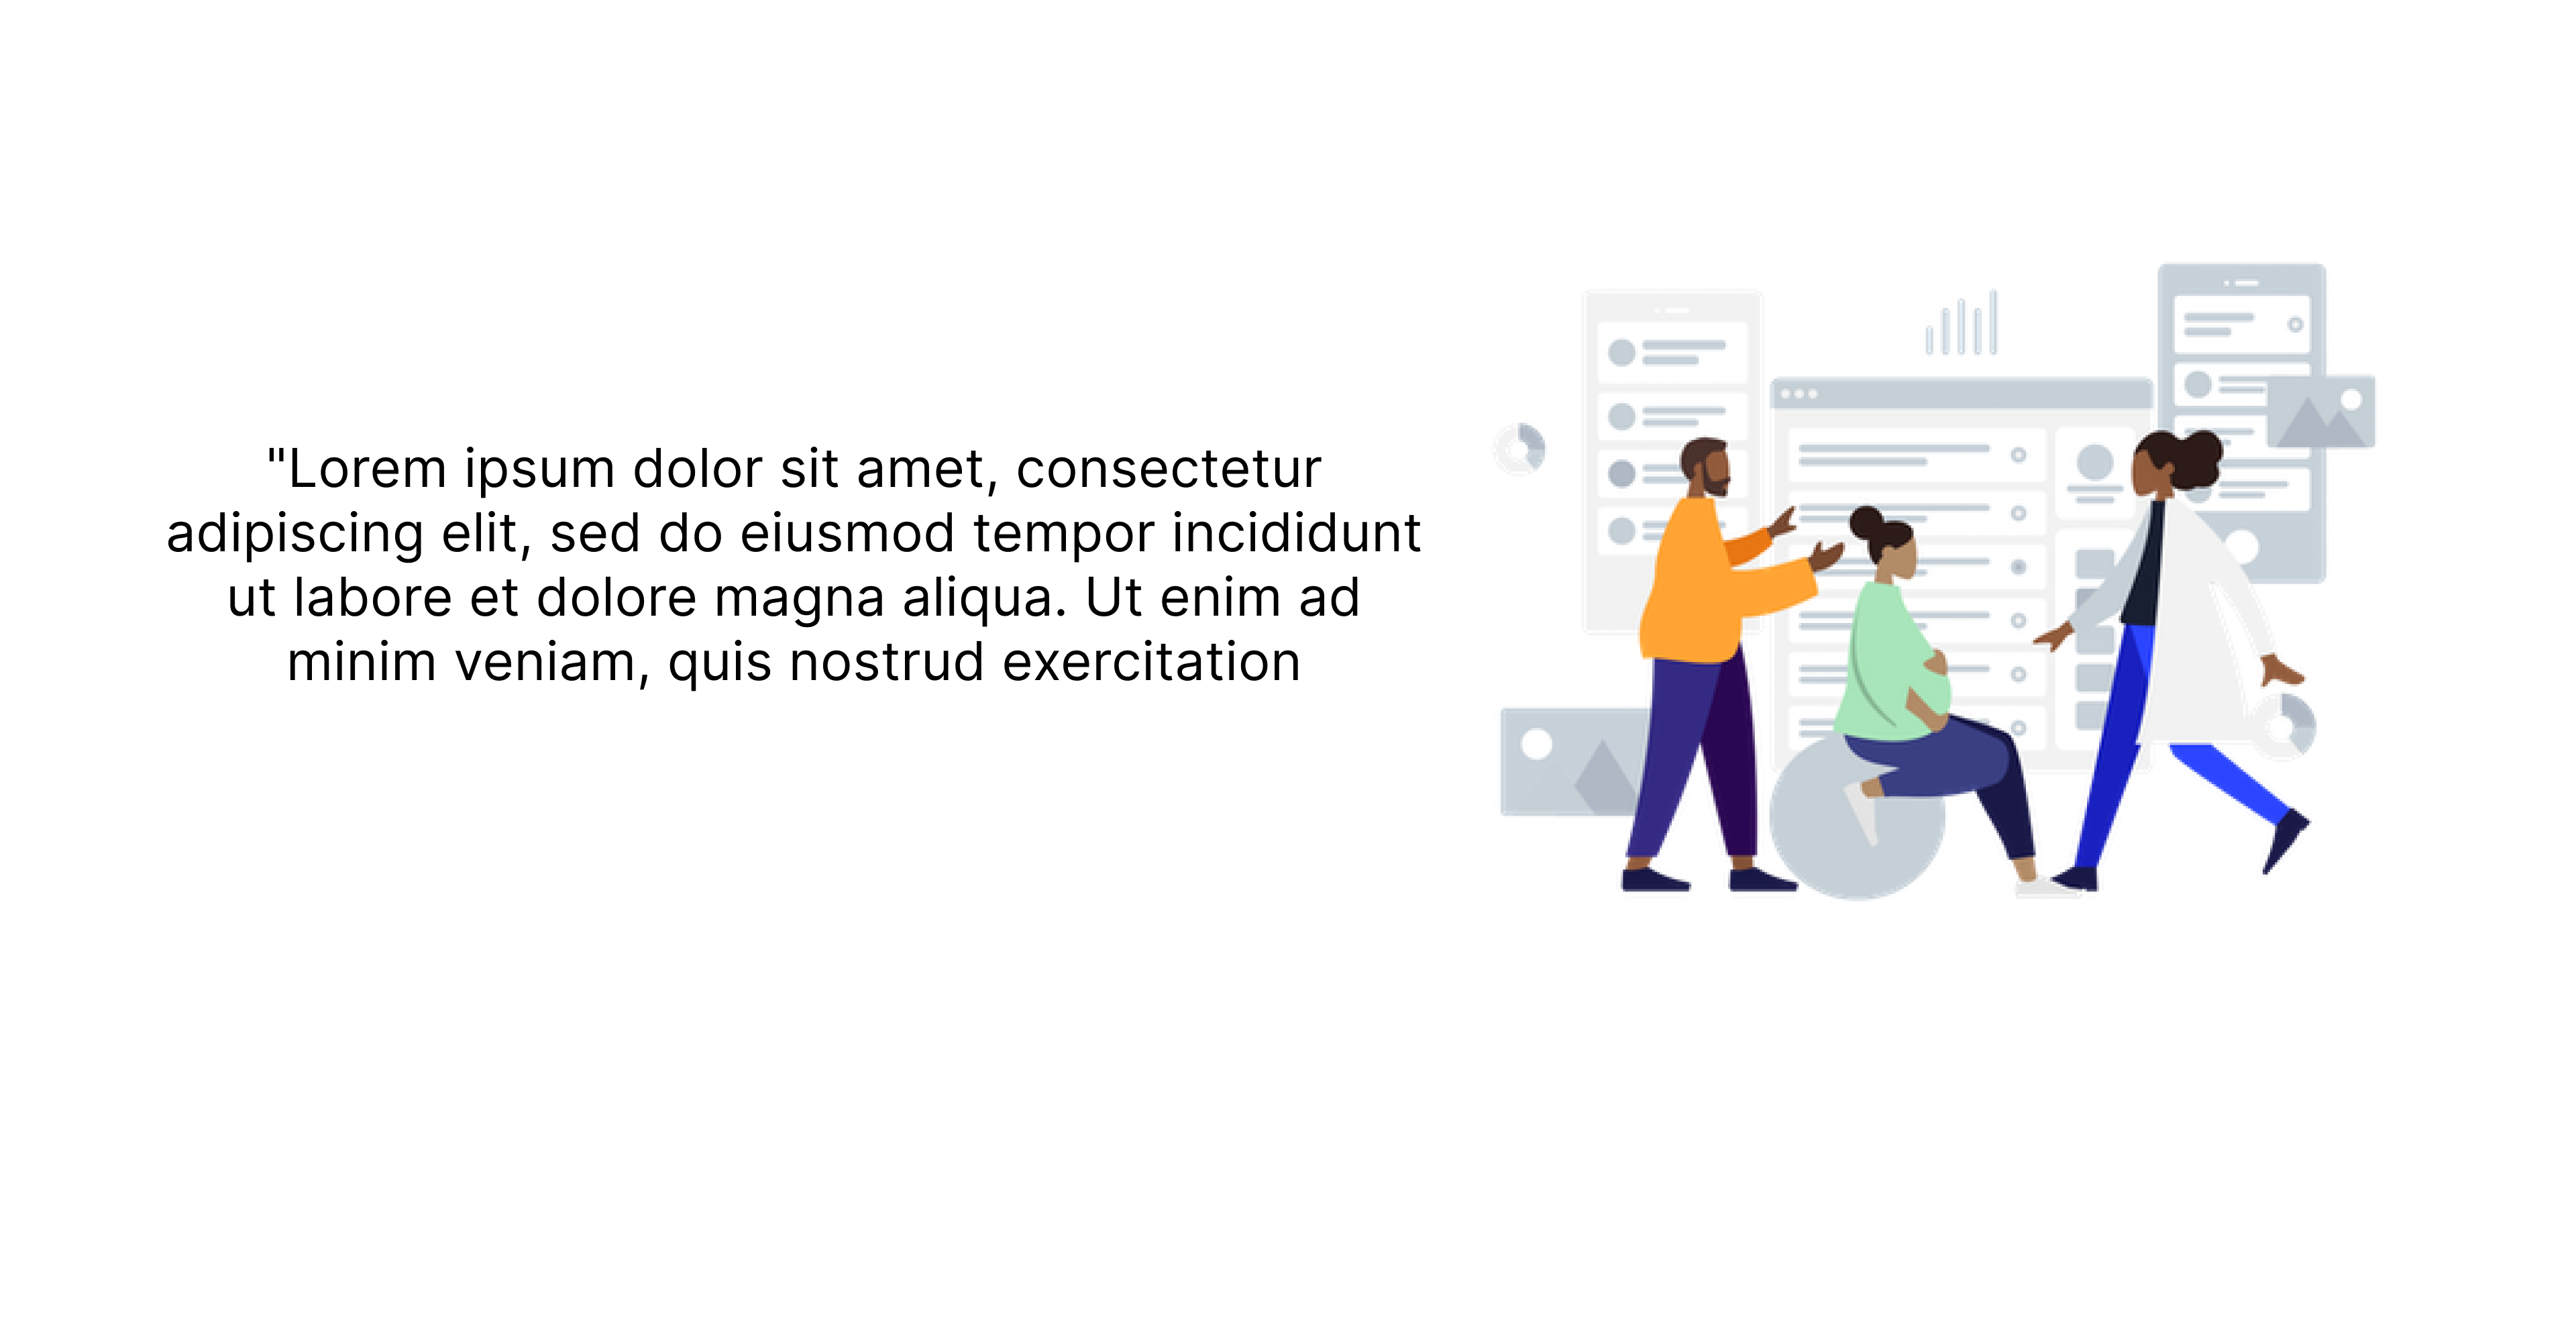 "Lorem ipsum dolor sit amet, consectetur
adipiscing elit, sed do eiusmod tempor incididunt
ut labore et dolore magna aliqua. Ut enim ad
minim veniam, quis nostrud exercitation